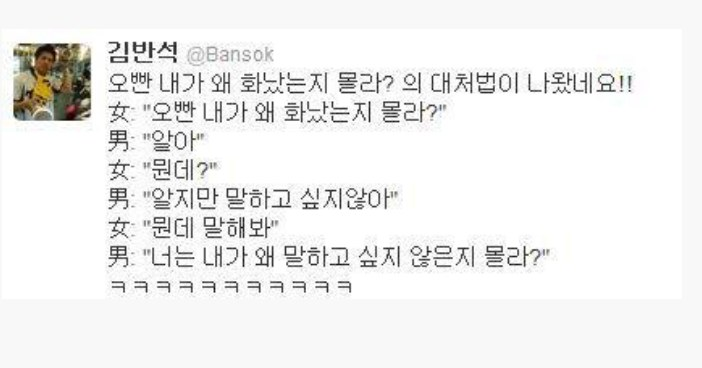 김반석 @Bansok
오빤 내가 왜 화났는지 몰라? 의 대처법이 나왔네요!!
女: "오빤 내가 왜 화났는지 몰라?"
男: "알아"
女: "뭔데?"
男: "알지만 말하고 싶지않아"
女: "뭔데 말해봐"
男: "너는 내가 왜 말하고 싶지 않은지 몰라?"
ㅋㅋㅋㅋㅋㅋㅋㅋㅋㅋㅋ